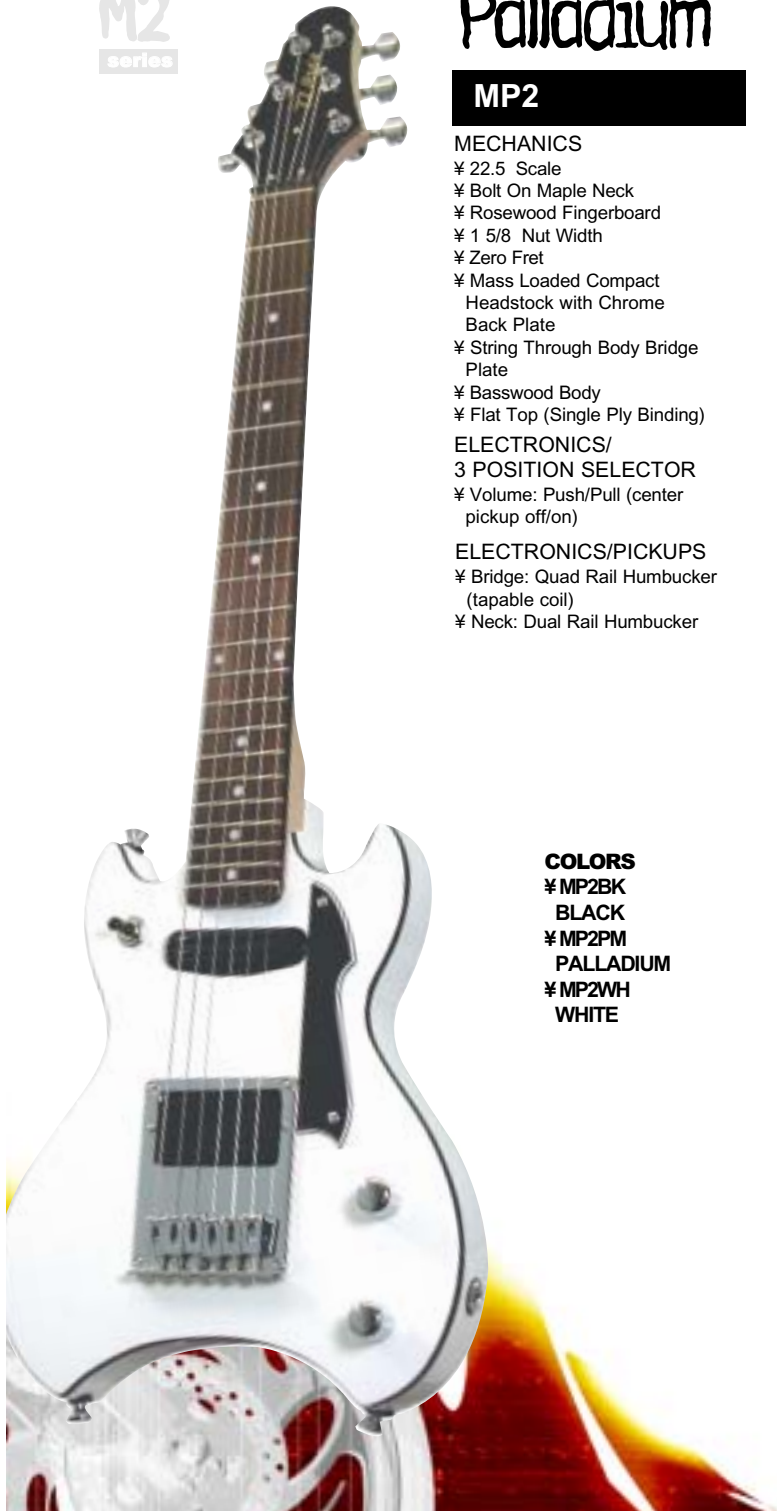 M2
series
Palladium
MP2
MECHANICS
¥ 22.5 Scale
¥ Bolt On Maple Neck
¥ Rosewood Fingerboard
¥ 1 5/8 Nut Width
¥ Zero Fret
¥ Mass Loaded Compact
Headstock with Chrome
Back Plate
¥ String Through Body Bridge
Plate
¥ Basswood Body
¥ Flat Top (Single Ply Binding)
ELECTRONICS/
3 POSITION SELECTOR
¥ Volume: Push/Pull (center
pickup off/on)
ELECTRONICS/PICKUPS
¥ Bridge: Quad Rail Humbucker
(tapable coil)
¥ Neck: Dual Rail Humbucker
COLORS
¥ MP2BK
BLACK
¥ MP2PM
PALLADIUM
¥ MP2WH
WHITE